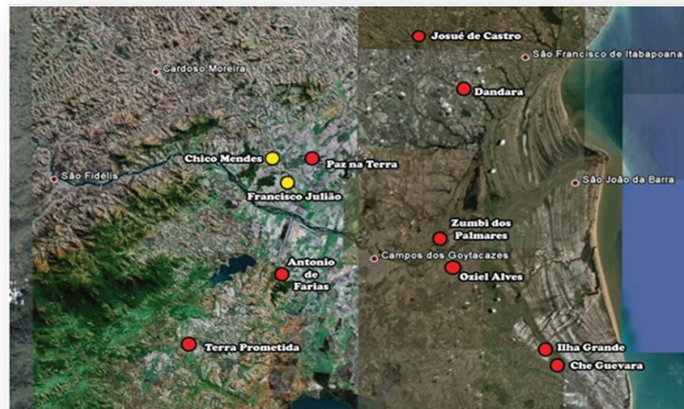 Josué de Castro
São Francisco de Itabapoana
Cardoso Moreira
Dandara
Chico Mendes
Paz na Terra
São Fidélis
Francisco Julião
São João da Barra
Zumbi dos
Palmares
Campos dos Goytacazes
Antonio
de
Farias
Oziel Alves
Terra Prometida
Ilha Grande
Che Guevara